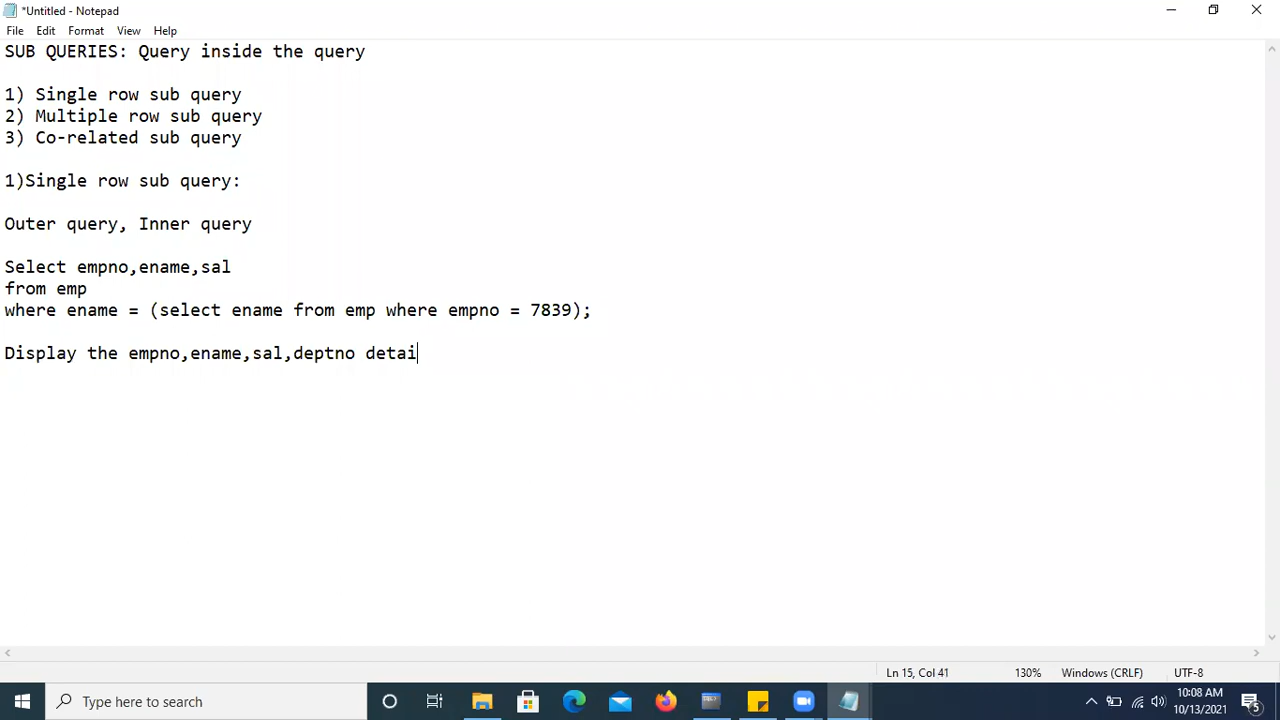 *Untitled - Notepad
File Edit Format View Help
SUB QUERIES: Query inside the query
1) Single row sub query
2) Multiple row sub query
3) Co-related sub query
1)Single row sub query:
Outer query, Inner query
Select empno,ename,sal
from emp
where ename = (select ename from emp where empno = 7839);
Display the empno,ename,sal,deptno detai
Ln 15, Col 41 130% Windows (CRLF) UTF-8
Type here to search
10:08 AM
10/13/2021
5